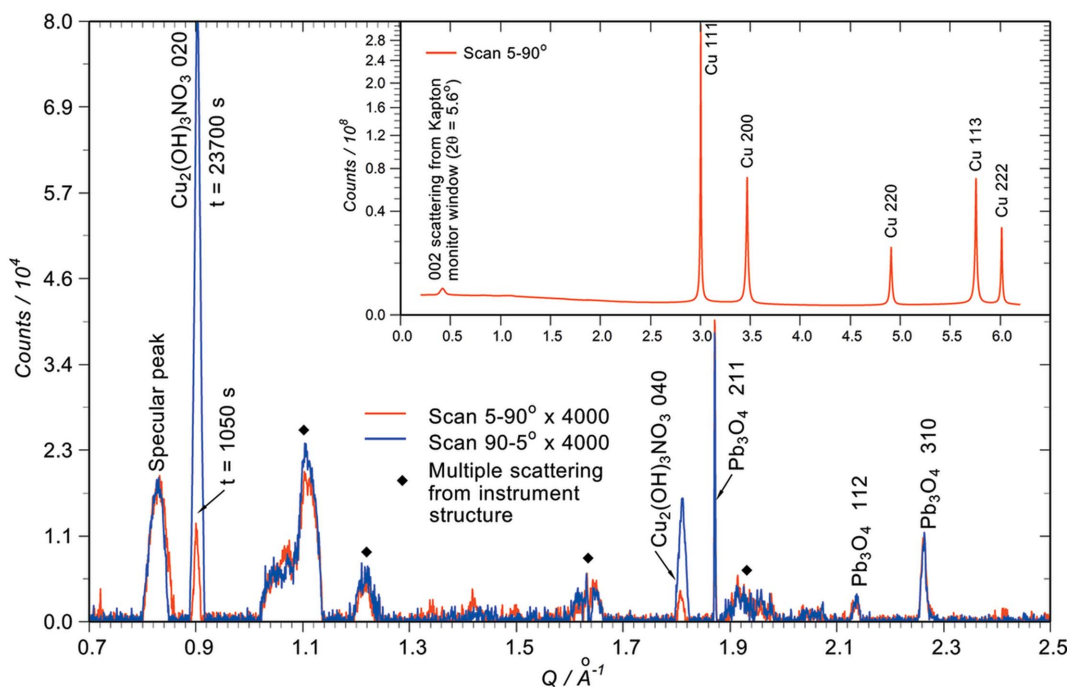 8.0
6.9
5.7
4.6
3.4
2.3
1.1
0.0
Counts / 10⁴
Cu₂(OH)₃NO₃ 020
t = 23700 s
Specular peak
t = 1050 s
2.8
2.4
2.0
1.6
1.2
0.8
0.4
0.0
Counts / 10⁸
Scan 5-90°
002 scattering from Kapton
monitor window (2θ = 5.6°)
Cu 111
Cu 200
Cu 220
Cu 113
Cu 222
0.0 0.5 1.0 1.5 2.0 2.5 3.0 3.5 4.0 4.5 5.0 5.5 6.0
Scan 5-90° x 4000
Scan 90-5° x 4000
Multiple scattering
from instrument
structure
Cu₂(OH)₃NO₃ 040
Pb₃O₄ 211
Pb₃O₄ 112
Pb₃O₄ 310
0.7 0.9 1.1 1.3 1.5 1.7 1.9 2.1 2.3 2.5
Q / Å⁻¹